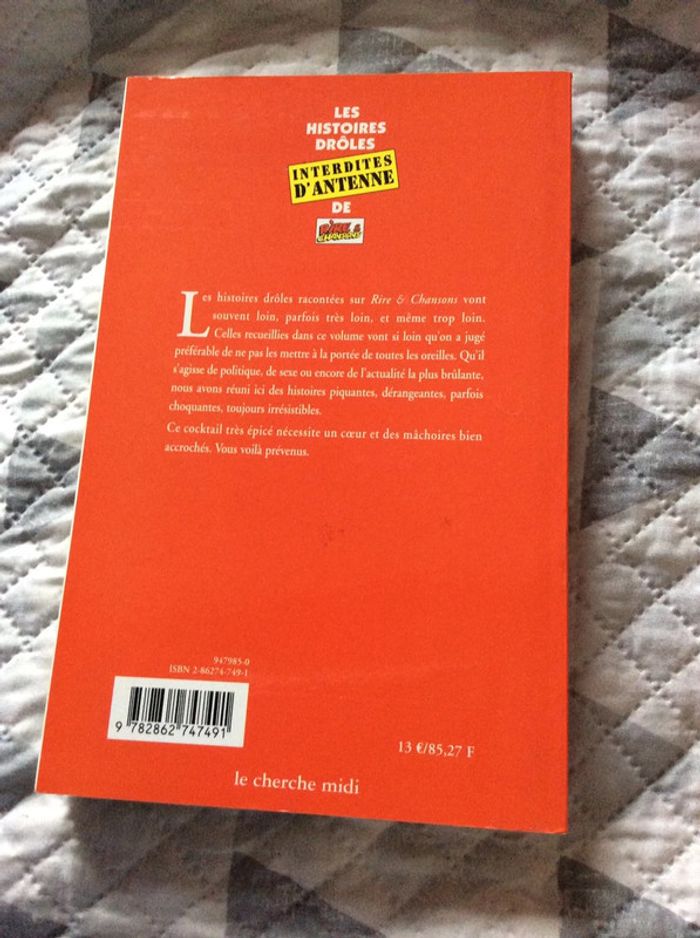 LES
HISTOIRES
DRÔLES
INTERDITES
D'ANTENNE
DE
RIRE &
CHANSONS
Les histoires drôles racontées sur Rire & Chansons vont
souvent loin, parfois très loin, et même trop loin.
Celles recueillies dans ce volume vont si loin qu'on a jugé
préférable de ne pas les mettre à la portée de toutes les oreilles. Qu'il
s'agisse de politique, de sexe ou encore de l'actualité la plus brûlante,
nous avons réuni ici des histoires piquantes, dérangeantes, parfois
choquantes, toujours irrésistibles.
Ce cocktail très épicé nécessite un cœur et des mâchoires bien
accrochés. Vous voilà prévenus.
947985-0
ISBN 2-86274-749-1
9 782862 747491
13 €/85,27 F
le cherche midi